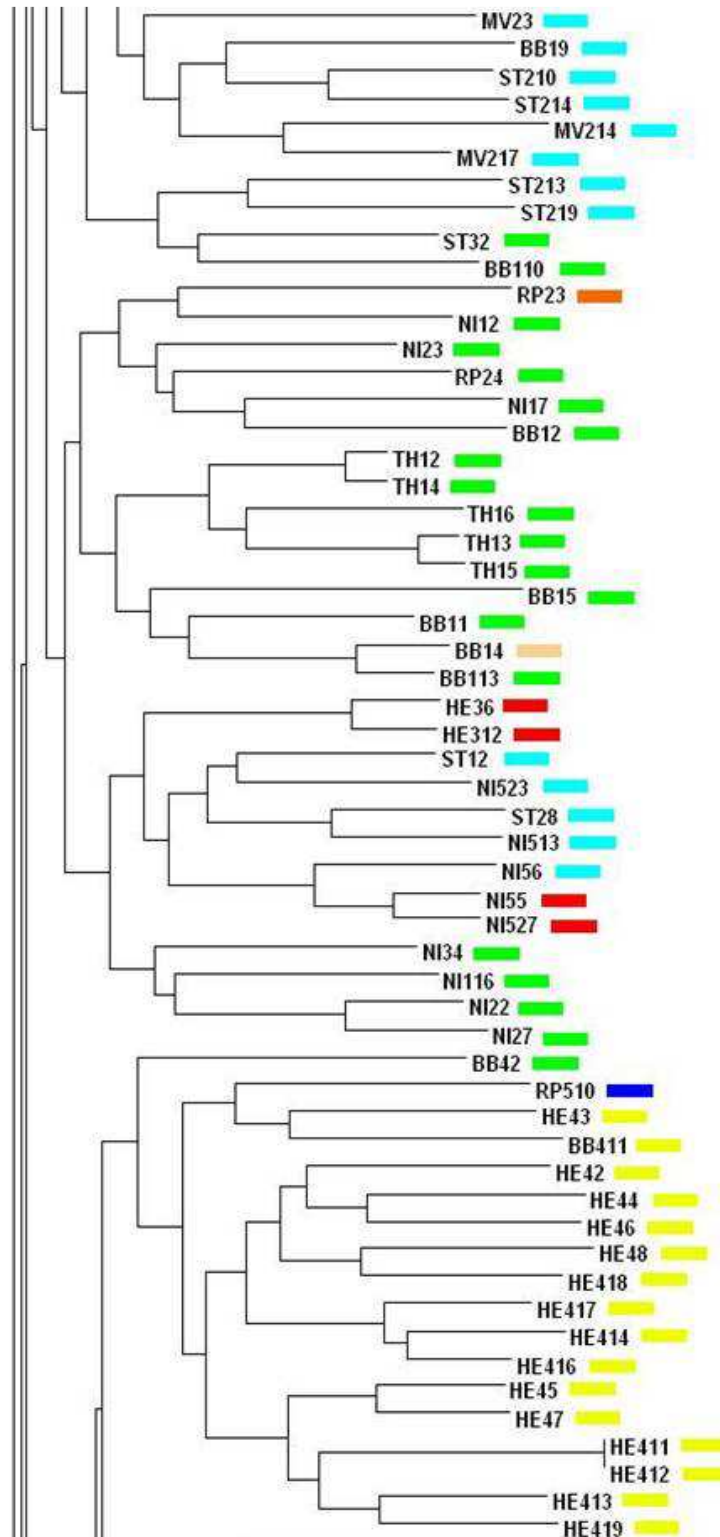 MV23
BB19
ST210
ST214
MV214
MV217
ST213
ST219
ST32
BB110
RP23
NI12
NI23
RP24
NI17
BB12
TH12
TH14
TH16
TH13
TH15
BB15
BB11
BB14
BB113
HE36
HE312
ST12
NI523
ST28
NI513
NI56
NI55
NI527
NI34
NI116
NI22
NI27
BB42
RP510
HE43
BB411
HE42
HE44
HE46
HE48
HE418
HE417
HE414
HE416
HE45
HE47
HE411
HE412
HE413
HE419